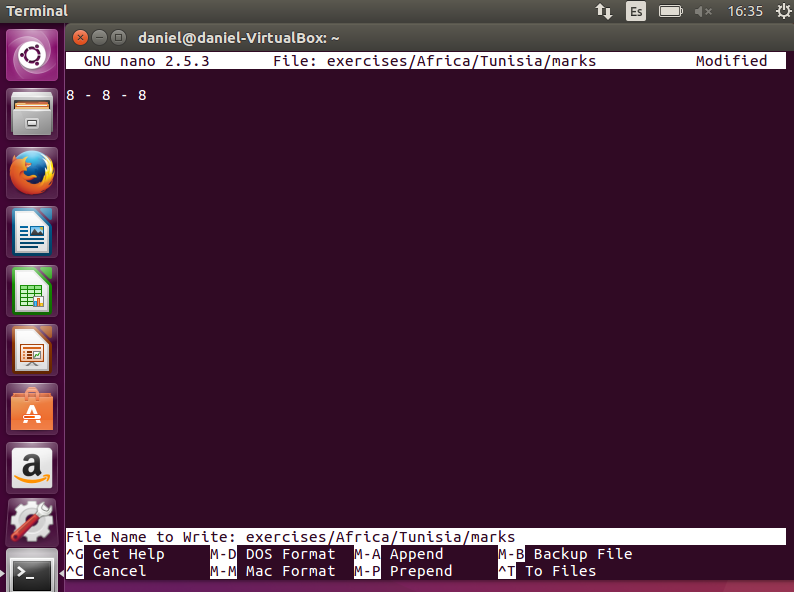 Terminal
Es
16:35
daniel@daniel-VirtualBox: ~
GNU nano 2.5.3 File: exercises/Africa/Tunisia/marks Modified
8 - 8 - 8
File Name to Write: exercises/Africa/Tunisia/marks
^G Get Help M-D DOS Format M-A Append M-B Backup File
^C Cancel M-M Mac Format M-P Prepend ^T To Files
A
a
>_